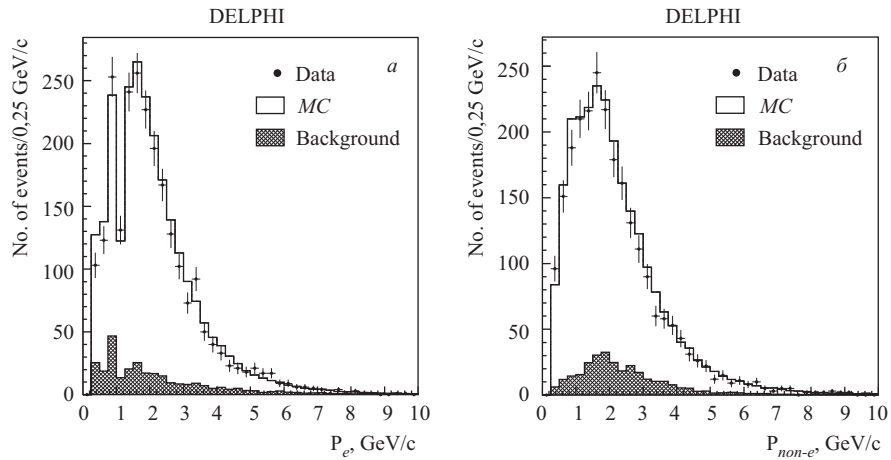 DELPHI
No. of events/0,25 GeV/c
250
200
150
100
50
0
а
Data
MC
Background
0 1 2 3 4 5 6 7 8 9 10
P_e, GeV/c
DELPHI
No. of events/0,25 GeV/c
250
200
150
100
50
0
б
Data
MC
Background
0 1 2 3 4 5 6 7 8 9 10
P_non-e, GeV/c